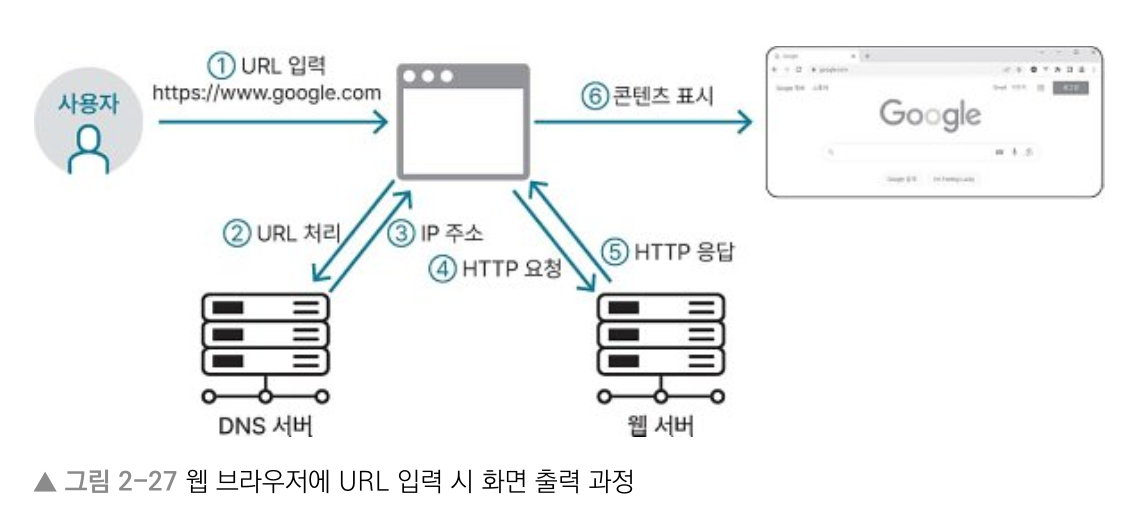 ① URL 입력
https://www.google.com
사용자
⑥ 콘텐츠 표시
Google
② URL 처리
③ IP 주소
④ HTTP 요청
⑤ HTTP 응답
DNS 서버
웹 서버
▲ 그림 2-27 웹 브라우저에 URL 입력 시 화면 출력 과정